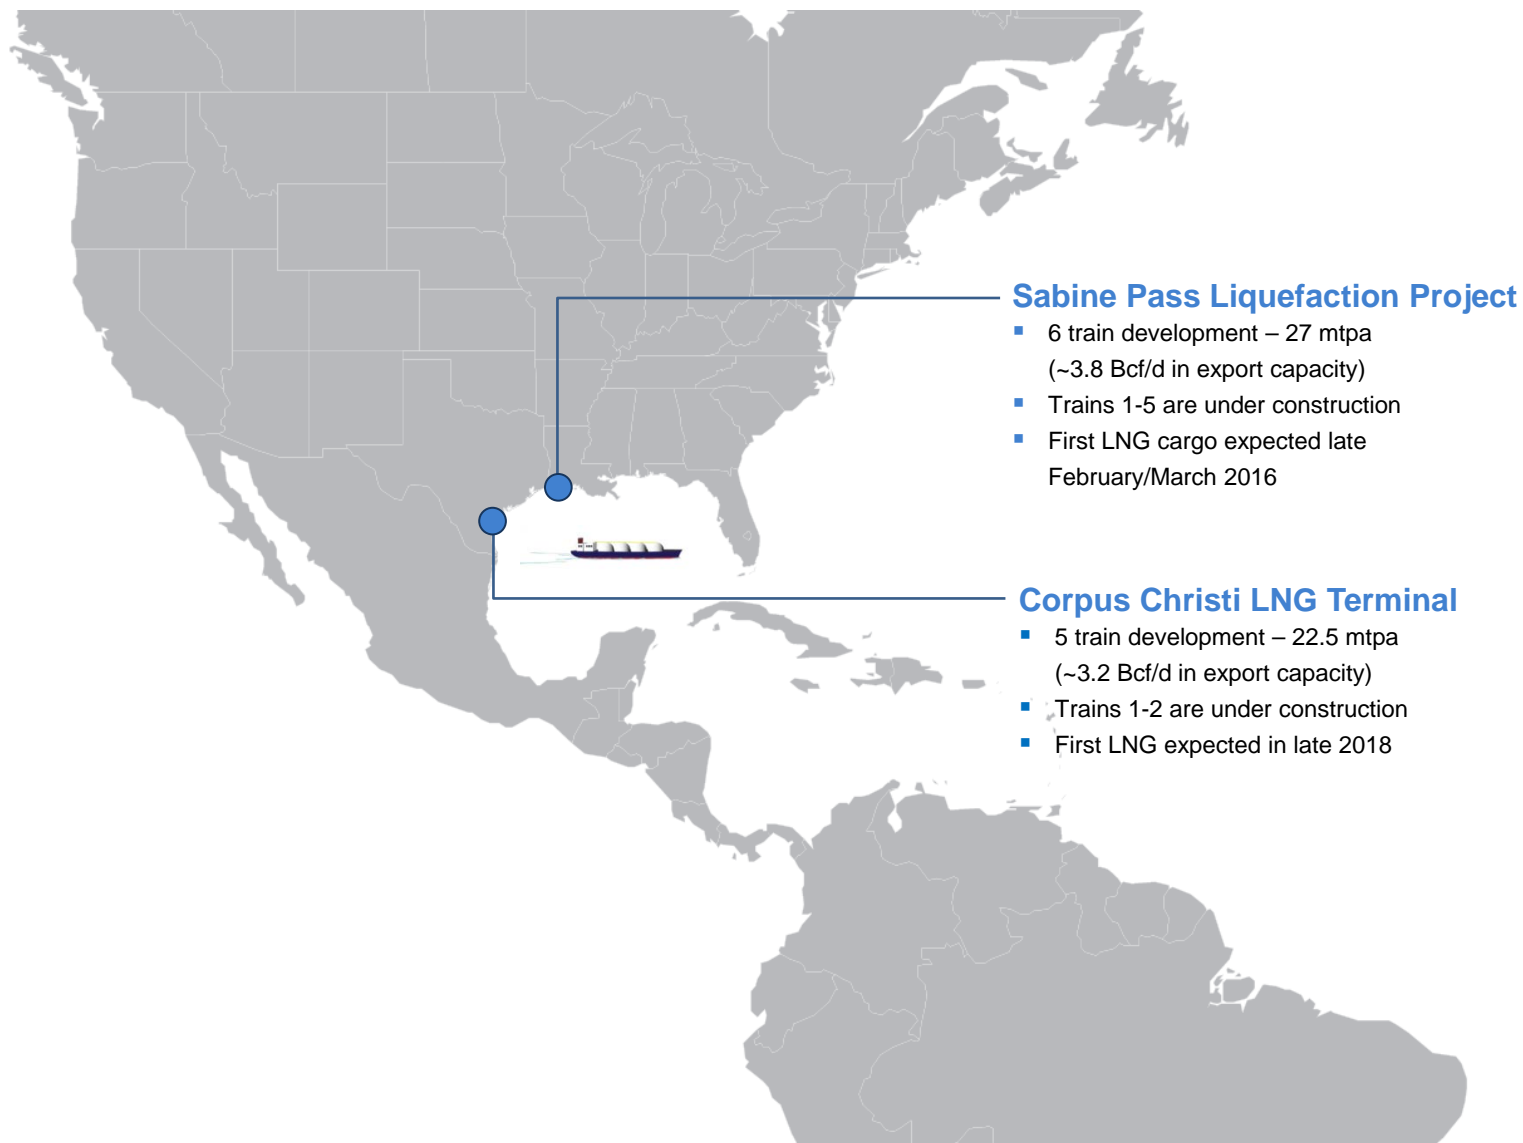 Sabine Pass Liquefaction Project
▪ 6 train development – 27 mtpa
(~3.8 Bcf/d in export capacity)
▪ Trains 1-5 are under construction
▪ First LNG cargo expected late
February/March 2016
Corpus Christi LNG Terminal
▪ 5 train development – 22.5 mtpa
(~3.2 Bcf/d in export capacity)
▪ Trains 1-2 are under construction
▪ First LNG expected in late 2018